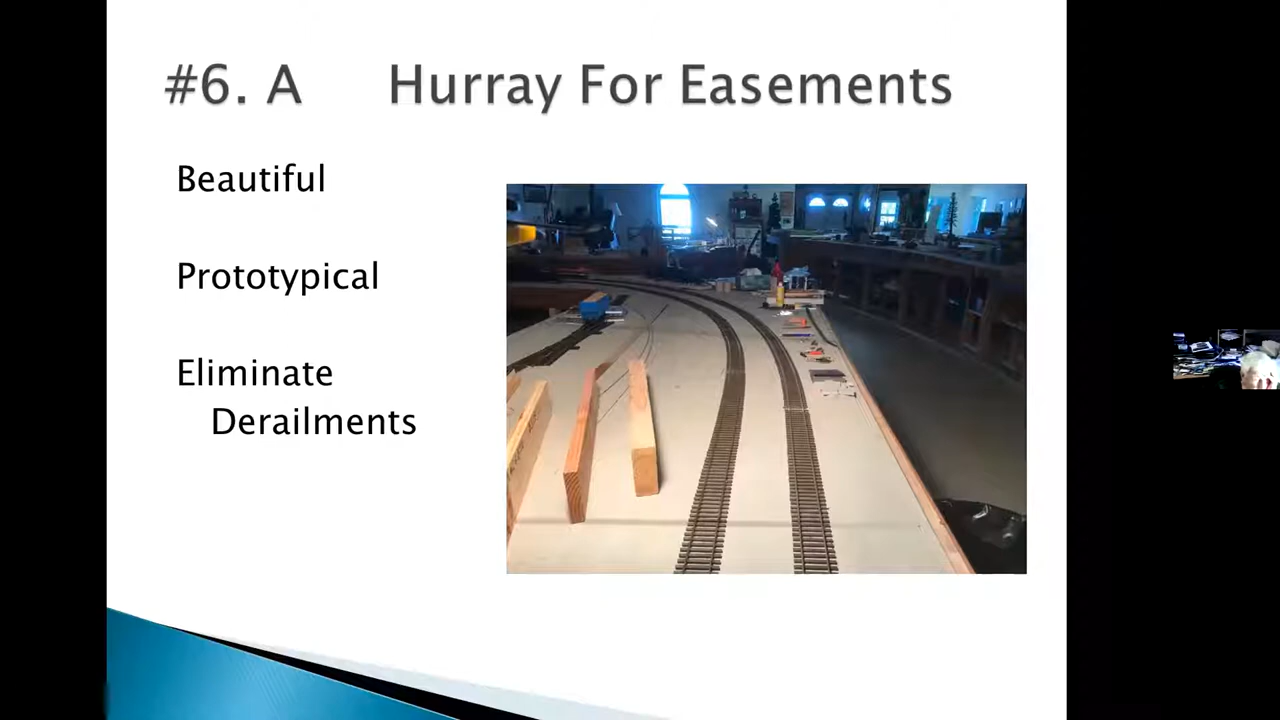 #6. A Hurray For Easements
Beautiful
Prototypical
Eliminate
Derailments